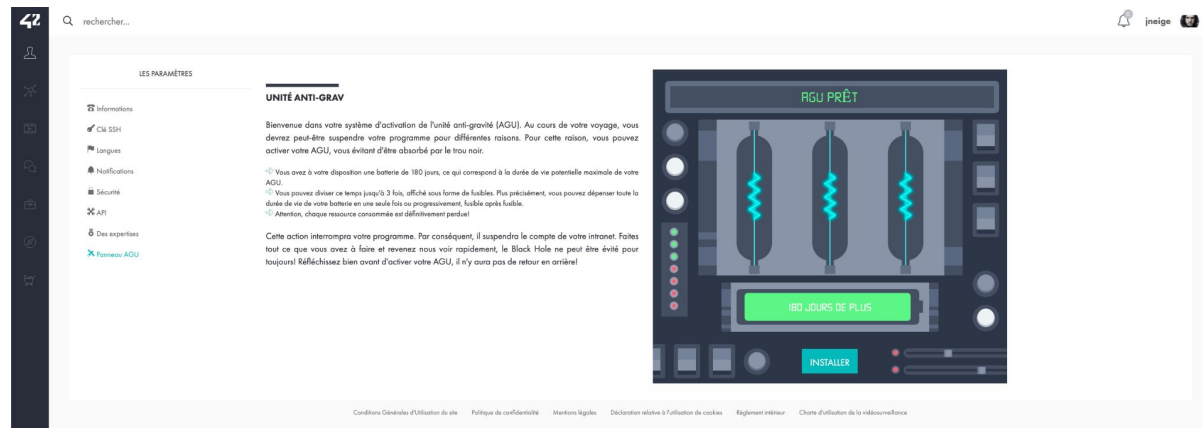 42
rechercher...
0
jneige
LES PARAMÈTRES
Informations
Clé SSH
Langues
Notifications
Sécurité
API
Des expertises
Panneau AGU
UNITÉ ANTI-GRAV
Bienvenue dans votre système d'activation de l'unité anti-gravité (AGU). Au cours de votre voyage, vous
devrez peut-être suspendre votre programme pour différentes raisons. Pour cette raison, vous pouvez
activer votre AGU, vous évitant d'être absorbé par le trou noir.
Vous avez à votre disposition une batterie de 180 jours, ce qui correspond à la durée de vie potentielle maximale de votre
AGU.
Vous pouvez diviser ce temps jusqu'à 3 fois, affiché sous forme de fusibles. Plus précisément, vous pouvez dépenser toute la
durée de vie de votre batterie en une seule fois ou progressivement, fusible après fusible.
Attention, chaque ressource consommée est définitivement perdue!
Cette action interrompra votre programme. Par conséquent, il suspendra le compte de votre intranet. Faites
tout ce que vous avez à faire et revenez nous voir rapidement, le Black Hole ne peut être évité pour
toujours! Réfléchissez bien avant d'activer votre AGU, il n'y aura pas de retour en arrière!
AGU PRÊT
180 JOURS DE PLUS
INSTALLER
Conditions Générales d'Utilisation du site Politique de confidentialité Mentions légales Déclaration relative à l'utilisation de cookies Règlement intérieur Charte d'utilisation de la vidéosurveillance